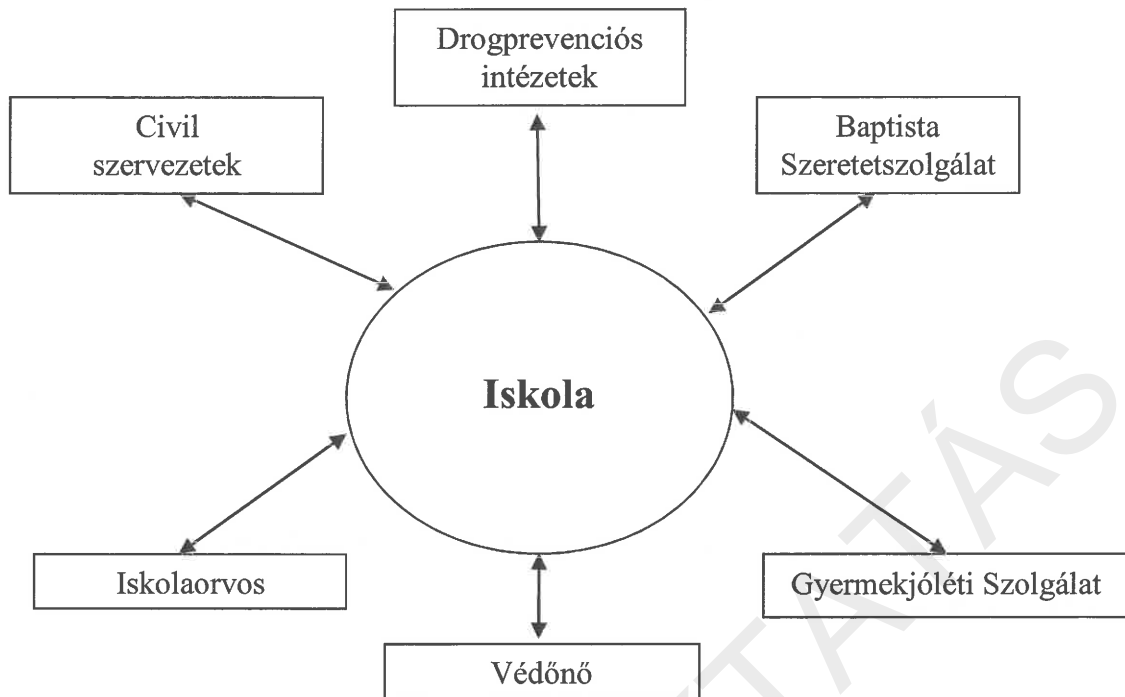 Drogprevenciós
intézetek
Civil
szervezetek
Baptista
Szeretetszolgálat
Iskola
Iskolaorvos
Gyermekjóléti Szolgálat
Védőnő